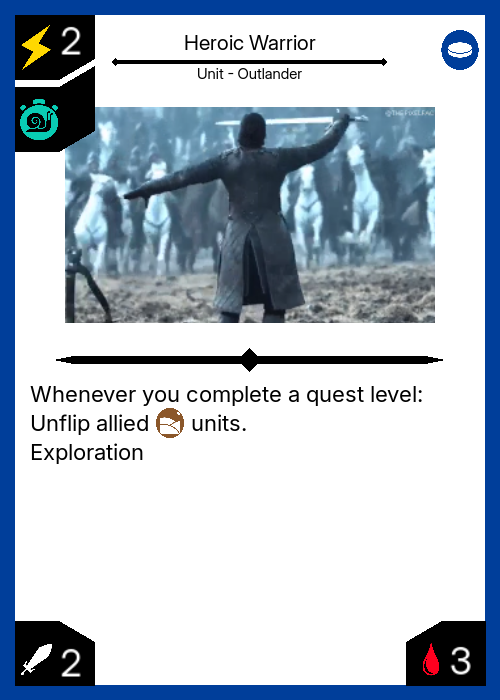 2
Heroic Warrior
Unit - Outlander
Whenever you complete a quest level:
Unflip allied units.
Exploration
2
3